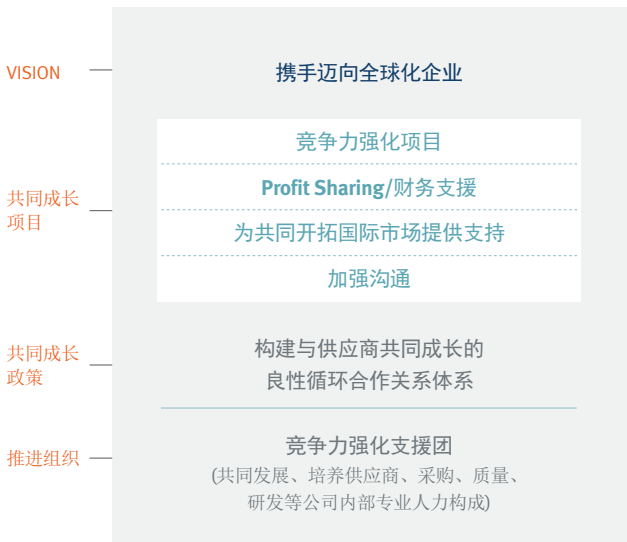 VISION
携手迈向全球化企业
共同成长
项目
竞争力强化项目
Profit Sharing/财务支援
为共同开拓国际市场提供支持
加强沟通
共同成长
政策
构建与供应商共同成长的
良性循环合作关系体系
推进组织
竞争力强化支援团
(共同发展、培养供应商、采购、质量、
研发等公司内部专业人力构成)